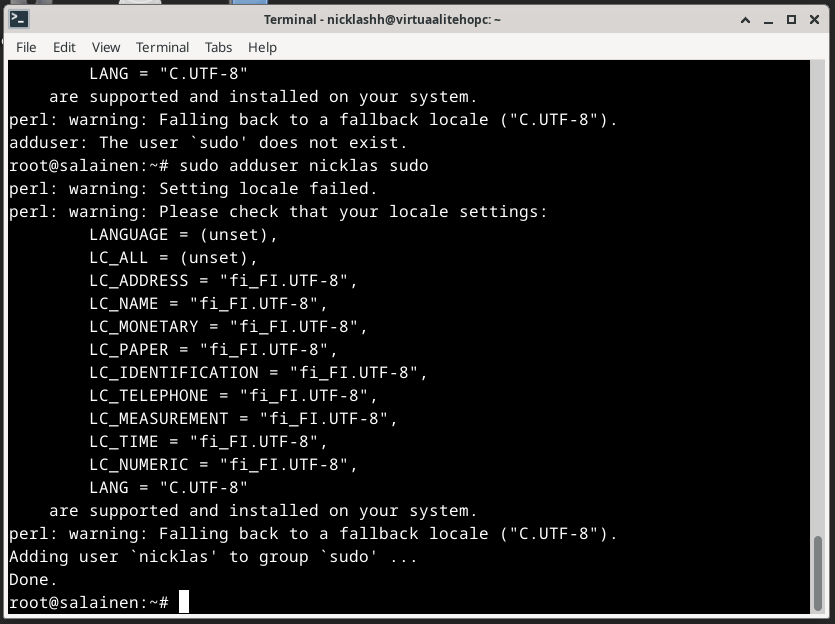 Terminal - nicklashh@virtuaalitehopc: ~
File Edit View Terminal Tabs Help
LANG = "C.UTF-8"
are supported and installed on your system.
perl: warning: Falling back to a fallback locale ("C.UTF-8").
adduser: The user `sudo' does not exist.
root@salainen:~# sudo adduser nicklas sudo
perl: warning: Setting locale failed.
perl: warning: Please check that your locale settings:
LANGUAGE = (unset),
LC_ALL = (unset),
LC_ADDRESS = "fi_FI.UTF-8",
LC_NAME = "fi_FI.UTF-8",
LC_MONETARY = "fi_FI.UTF-8",
LC_PAPER = "fi_FI.UTF-8",
LC_IDENTIFICATION = "fi_FI.UTF-8",
LC_TELEPHONE = "fi_FI.UTF-8",
LC_MEASUREMENT = "fi_FI.UTF-8",
LC_TIME = "fi_FI.UTF-8",
LC_NUMERIC = "fi_FI.UTF-8",
LANG = "C.UTF-8"
are supported and installed on your system.
perl: warning: Falling back to a fallback locale ("C.UTF-8").
Adding user `nicklas' to group `sudo' ...
Done.
root@salainen:~#